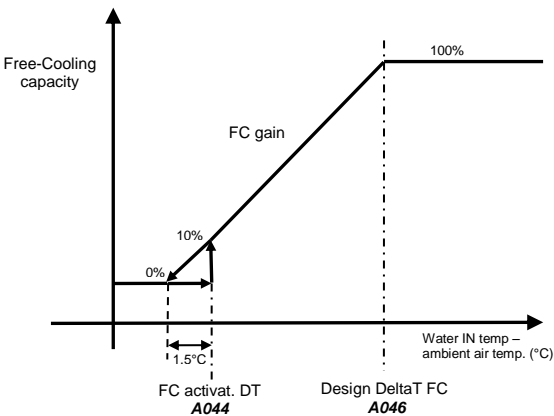 Free-Cooling
capacity
100%
FC gain
10%
0%
Water IN temp –
ambient air temp. (°C)
1.5°C
FC activat. DT
A044
Design DeltaT FC
A046